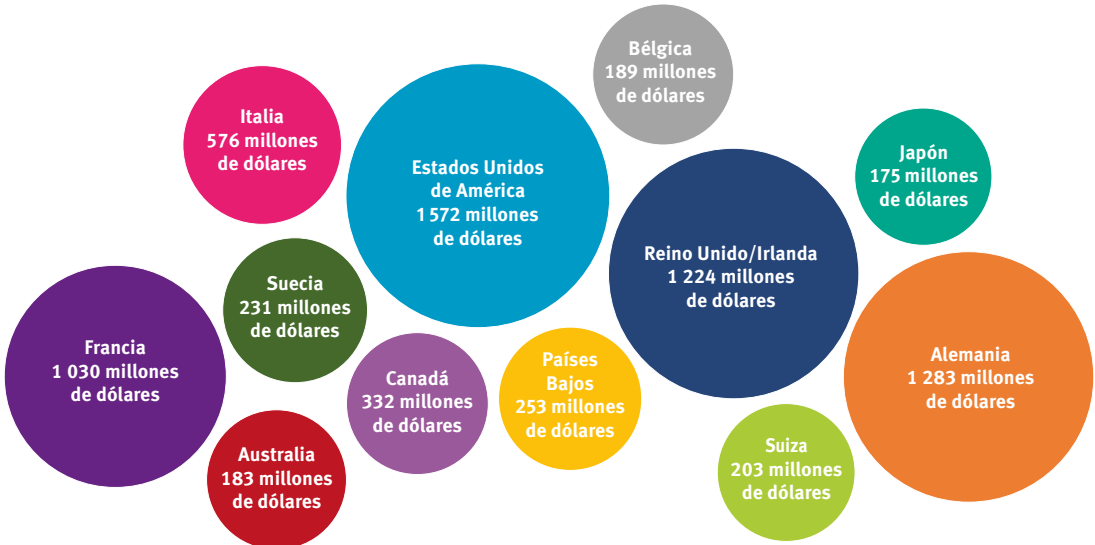 Bélgica
189 millones
de dólares
Italia
576 millones
de dólares
Estados Unidos
de América
1 572 millones
de dólares
Japón
175 millones
de dólares
Reino Unido/Irlanda
1 224 millones
de dólares
Suecia
231 millones
de dólares
Francia
1 030 millones
de dólares
Canadá
332 millones
de dólares
Países
Bajos
253 millones
de dólares
Alemania
1 283 millones
de dólares
Australia
183 millones
de dólares
Suiza
203 millones
de dólares